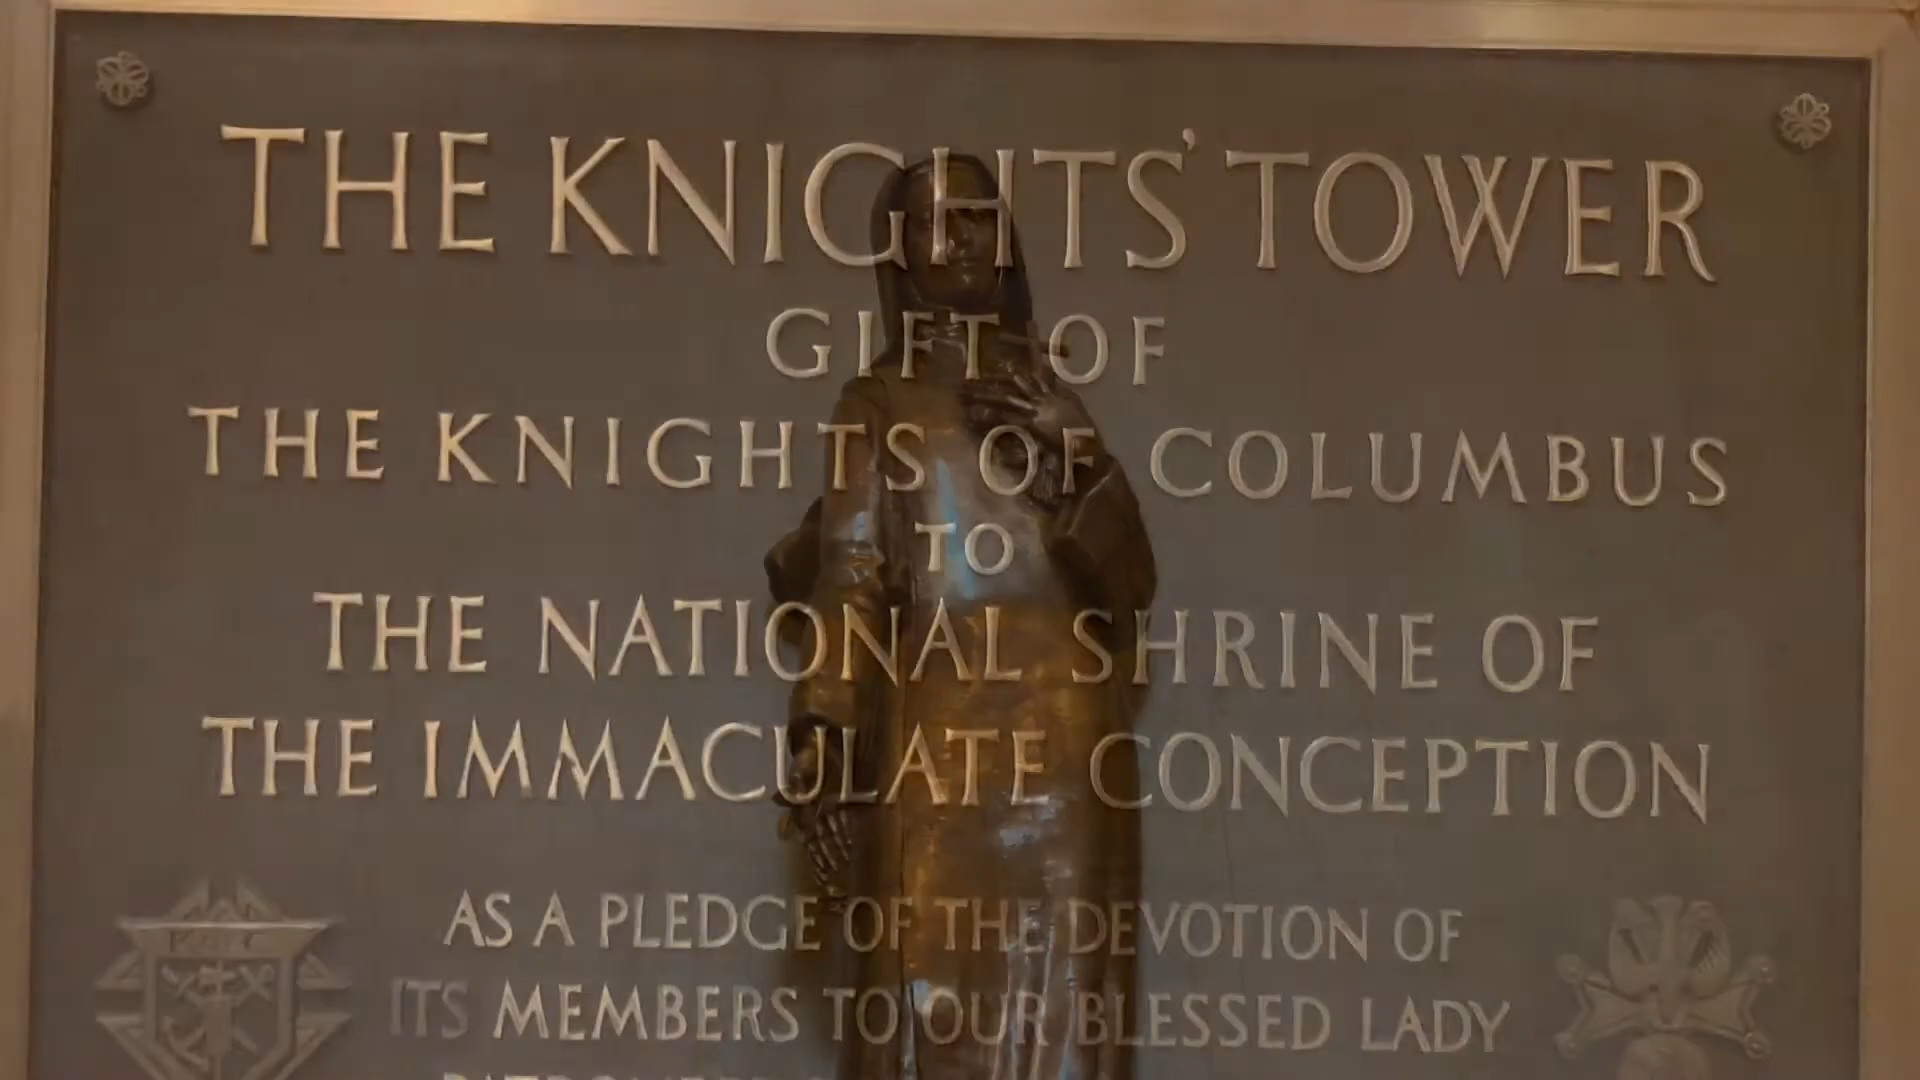 THE KNIGHTS' TOWER
GIFT OF
THE KNIGHTS OF COLUMBUS
TO
THE NATIONAL SHRINE OF
THE IMMACULATE CONCEPTION
AS A PLEDGE OF THE DEVOTION OF
ITS MEMBERS TO OUR BLESSED LADY